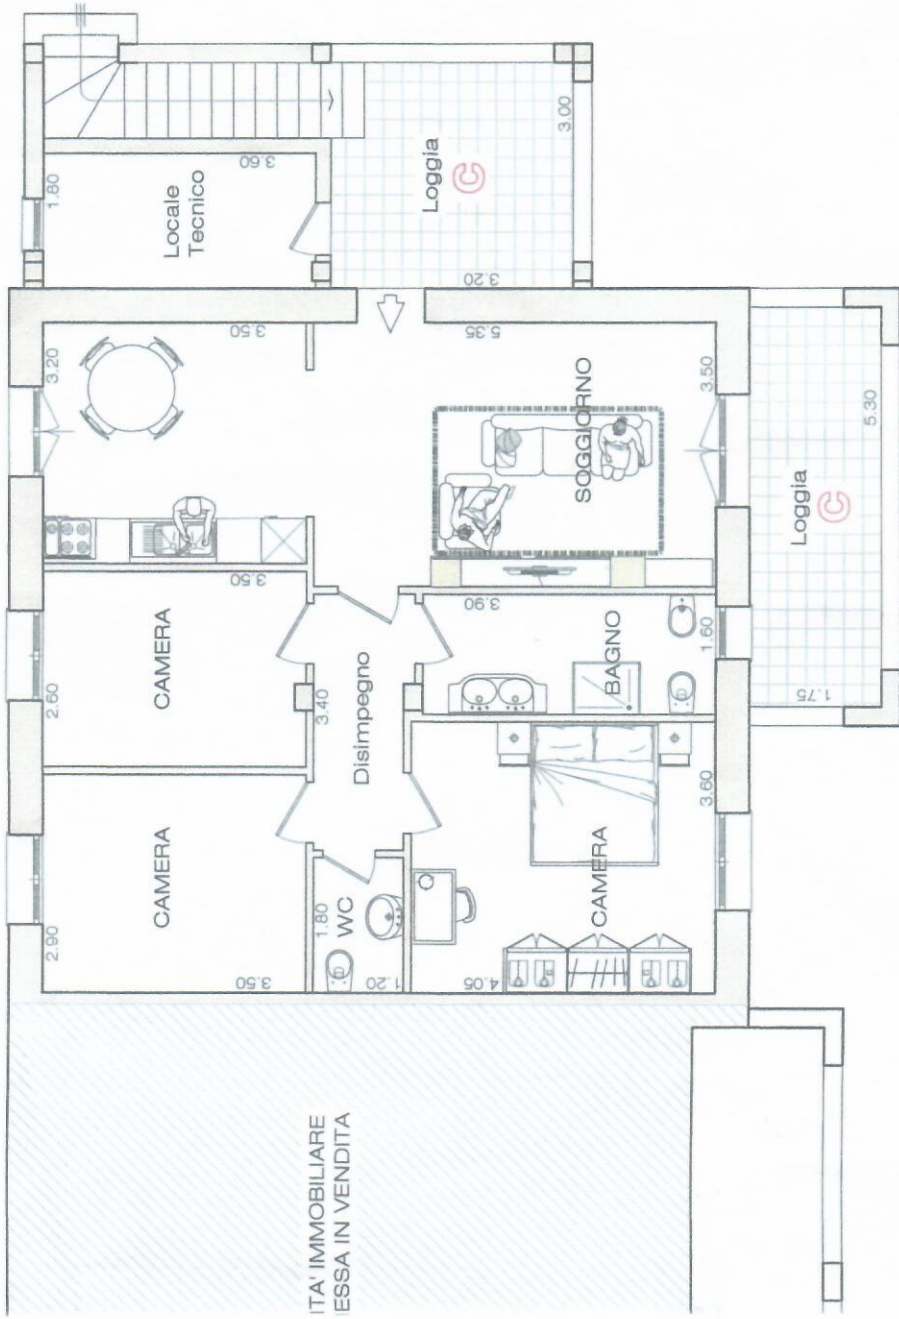 1.80
3.60
Locale
Tecnico
Loggia
C
3.00
3.20
3.20
3.50
5.35
SOGGIORNO
3.50
Loggia
C
5.30
1.75
3.50
CAMERA
2.60
3.40
Disimpegno
3.90
BAGNO
1.60
CAMERA
2.90
3.50
1.80
WC
1.20
4.05
CAMERA
3.60
ITA' IMMOBILIARE
ESSA IN VENDITA